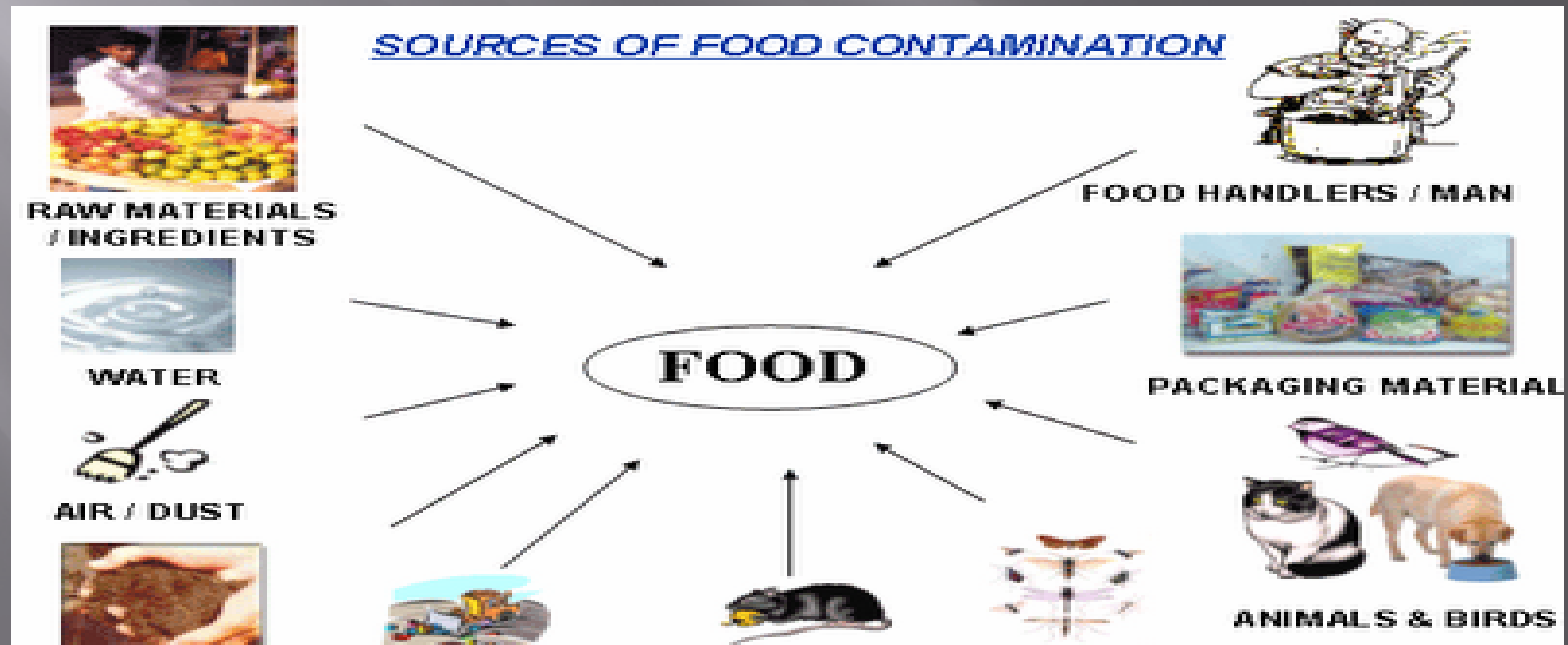 SOURCES OF FOOD CONTAMINATION
RAW MATERIALS
/ INGREDIENTS
FOOD HANDLERS / MAN
WATER
FOOD
PACKAGING MATERIAL
AIR / DUST
ANIMALS & BIRDS